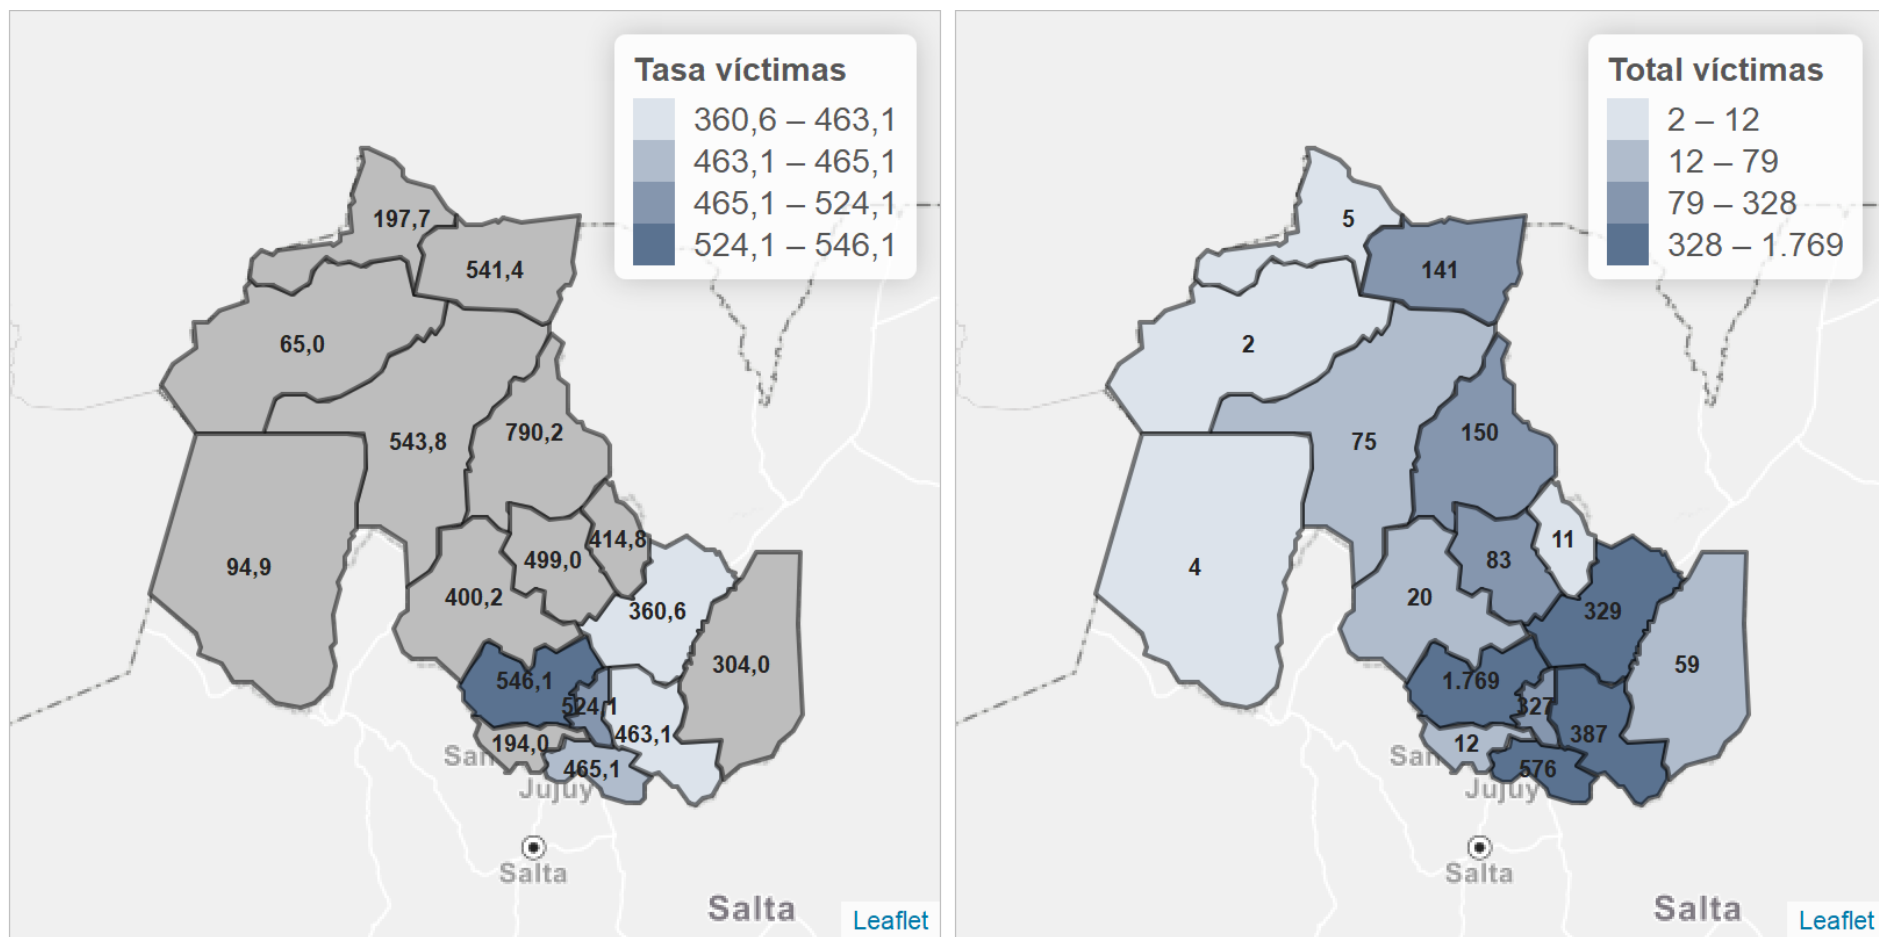 Tasa víctimas
360,6 – 463,1
463,1 – 465,1
465,1 – 524,1
524,1 – 546,1
197,7
541,4
65,0
543,8
790,2
94,9
414,8
499,0
400,2
360,6
304,0
546,1
524,1
463,1
194,0
465,1
San
Jujuy
Salta
Salta
Leaflet
Total víctimas
2 – 12
12 – 79
79 – 328
328 – 1.769
5
141
2
75
150
4
11
83
20
329
59
1.769
327
387
12
576
San
Jujuy
Salta
Salta
Leaflet